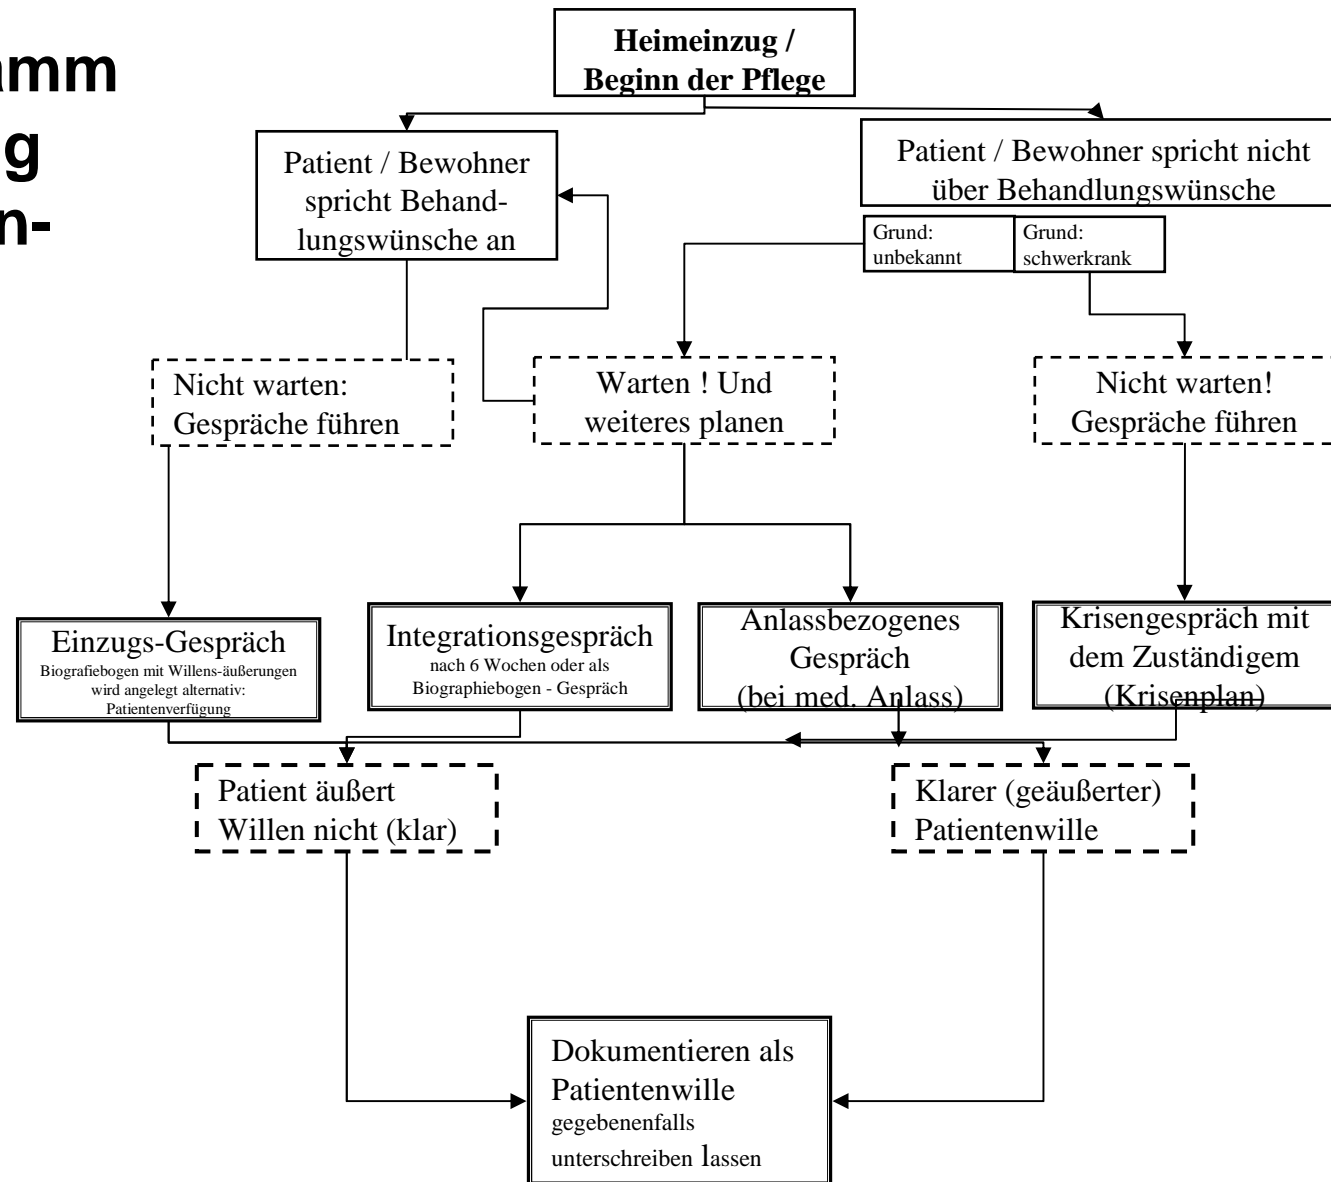 amm
g
n-
Heimeinzug /
Beginn der Pflege
Patient / Bewohner
spricht Behand-
lungswünsche an
Patient / Bewohner spricht nicht
über Behandlungswünsche
Grund:
unbekannt
Grund:
schwerkrank
Nicht warten:
Gespräche führen
Warten ! Und
weiteres planen
Nicht warten!
Gespräche führen
Einzugs-Gespräch
Biografiebogen mit Willens-äußerungen
wird angelegt alternativ:
Patientenverfügung
Integrationsgespräch
nach 6 Wochen oder als
Biographiebogen - Gespräch
Anlassbezogenes
Gespräch
(bei med. Anlass)
Krisengespräch mit
dem Zuständigem
(Krisenplan)
Patient äußert
Willen nicht (klar)
Klarer (geäußerter)
Patientenwille
Dokumentieren als
Patientenwille
gegebenenfalls
unterschreiben lassen